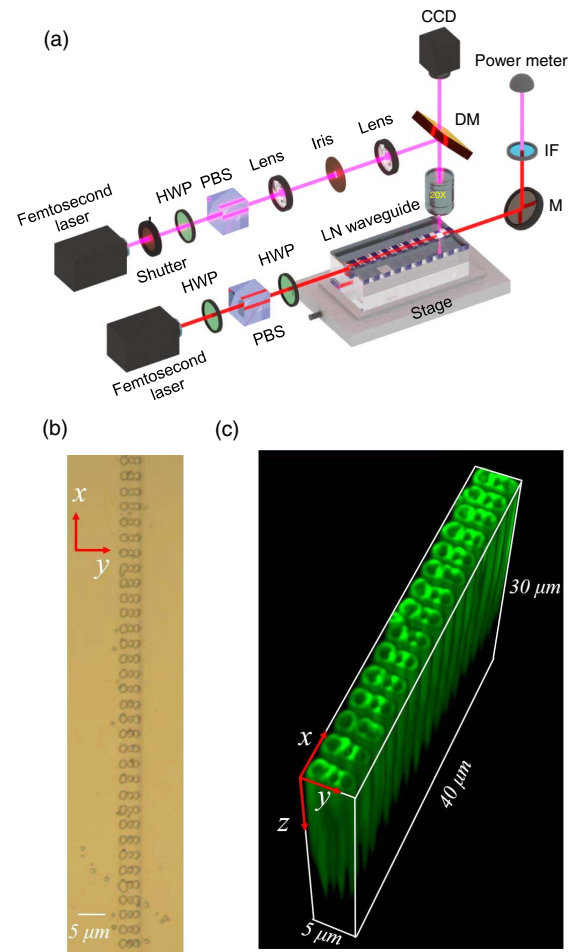 (a)
CCD
Power meter
DM
IF
M
Lens
Iris
Lens
PBS
HWP
20X
LN waveguide
Femtosecond
laser
Shutter
HWP
HWP
PBS
Stage
Femtosecond
laser
(b)
x
y
5 μm
(c)
30 μm
x
y
z
40 μm
5 μm